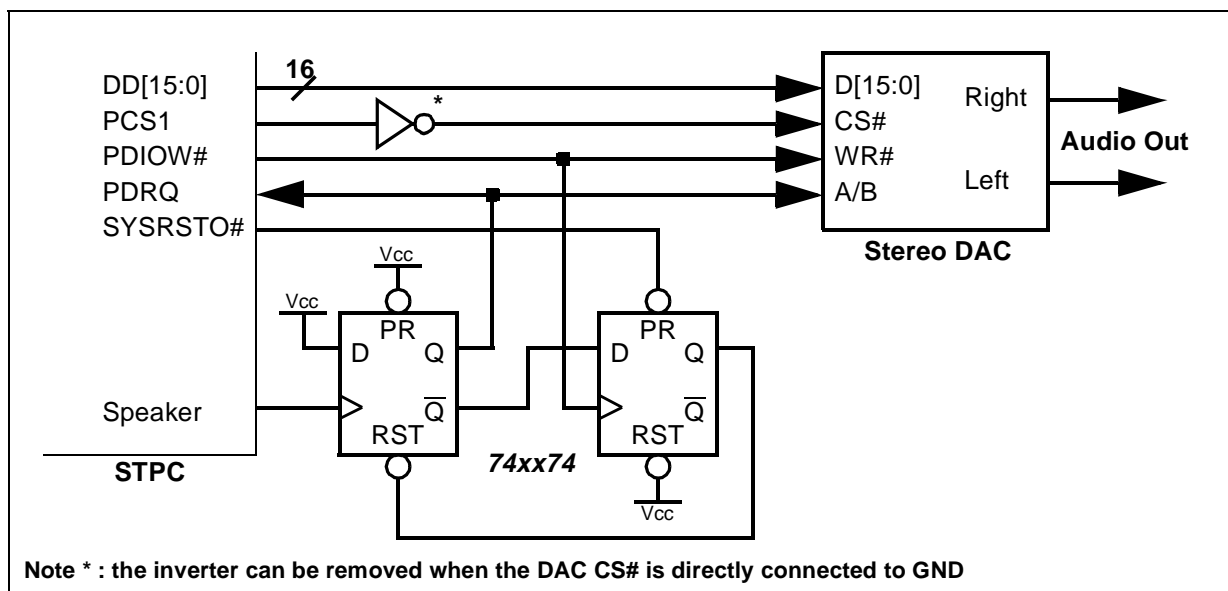 16
DD[15:0]
PCS1
PDIOW#
PDRQ
SYSRSTO#
Speaker
STPC
*
D[15:0]
CS#
WR#
A/B
Right
Left
Stereo DAC
Audio Out
Vcc
Vcc
PR
D Q
Q
RST
74xx74
PR
D Q
Q
RST
Vcc
Note * : the inverter can be removed when the DAC CS# is directly connected to GND